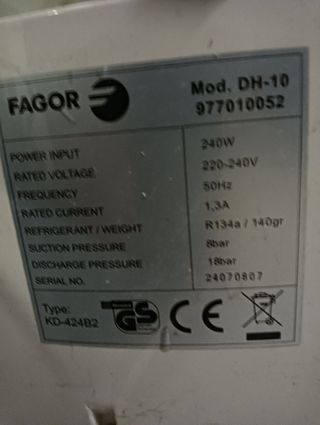 FAGOR
Mod. DH-10
977010052
POWER INPUT 240W
RATED VOLTAGE 220-240V
FREQUENCY 50Hz
RATED CURRENT 1,3A
REFRIGERANT / WEIGHT R134a / 140gr
SUCTION PRESSURE 8bar
DISCHARGE PRESSURE 18bar
SERIAL NO. 24070807
Type:
KD-424B2
GS CE